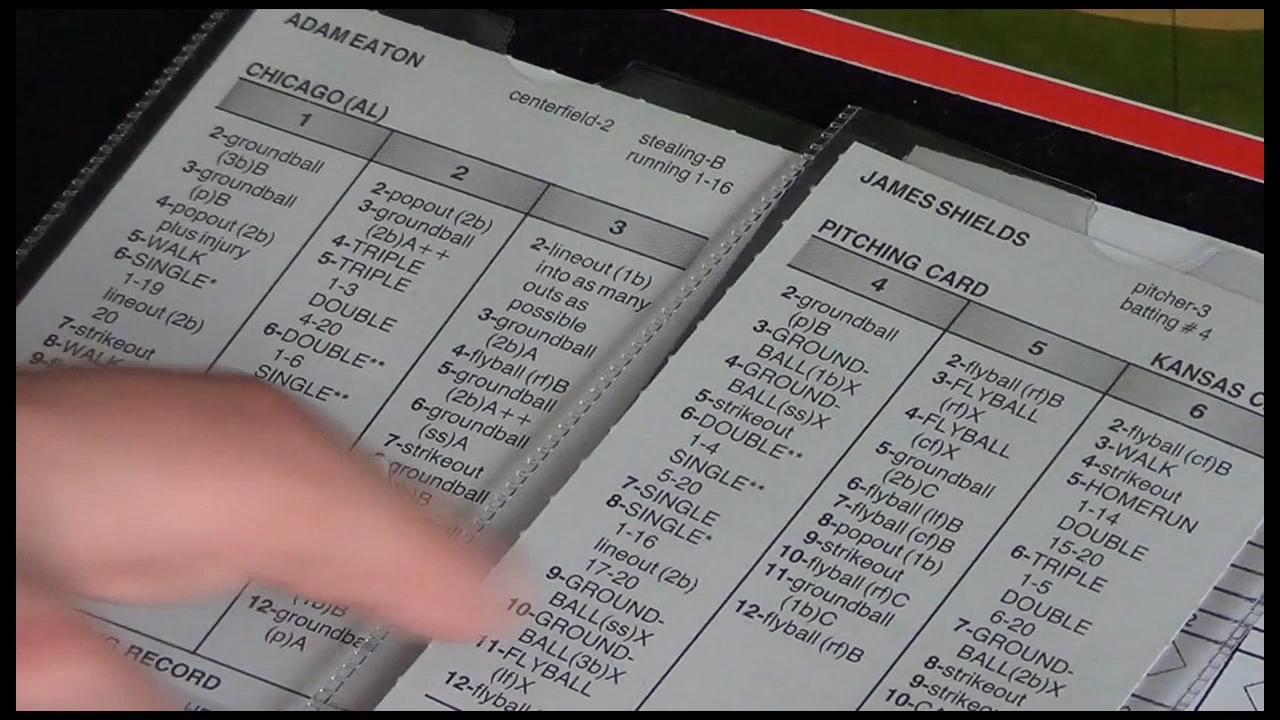 ADAM EATON
CHICAGO (AL)
centerfield-2
stealing-B
running 1-16
1
2-groundball
(3b)B
3-groundball
(p)B
4-popout (2b)
plus injury
5-WALK
6-SINGLE*
1-19
lineout (2b)
20
7-strikeout
8-WALK
2
2-popout (2b)
3-groundball
(2b)A++
4-TRIPLE
5-TRIPLE
1-3
DOUBLE
4-20
6-DOUBLE**
1-6
SINGLE**
12-groundba
(p)A
3
2-lineout (1b)
into as many
outs as
possible
3-groundball
(2b)A
4-flyball (rf)B
5-groundball
(2b)A++
6-groundball
(ss)A
7-strikeout
groundball
RECORD
JAMES SHIELDS
PITCHING CARD
pitcher-3
batting # 4
KANSAS C
4
2-groundball
(p)B
3-GROUND-
BALL(1b)X
4-GROUND-
BALL(ss)X
5-strikeout
6-DOUBLE**
1-4
SINGLE**
5-20
7-SINGLE
8-SINGLE*
1-16
lineout (2b)
17-20
9-GROUND-
BALL(ss)X
10-GROUND-
BALL(3b)X
11-FLYBALL
(lf)X
12-flyball
5
2-flyball (rf)B
3-FLYBALL
(rf)X
4-FLYBALL
(cf)X
5-groundball
(2b)C
6-flyball (lf)B
7-flyball (cf)B
8-popout (1b)
9-strikeout
10-flyball (rf)C
11-groundball
(1b)C
12-flyball (rf)B
6
2-flyball (cf)B
3-WALK
4-strikeout
5-HOMERUN
1-14
DOUBLE
15-20
6-TRIPLE
1-5
DOUBLE
6-20
7-GROUND-
BALL(2b)X
8-strikeout
9-strikeout